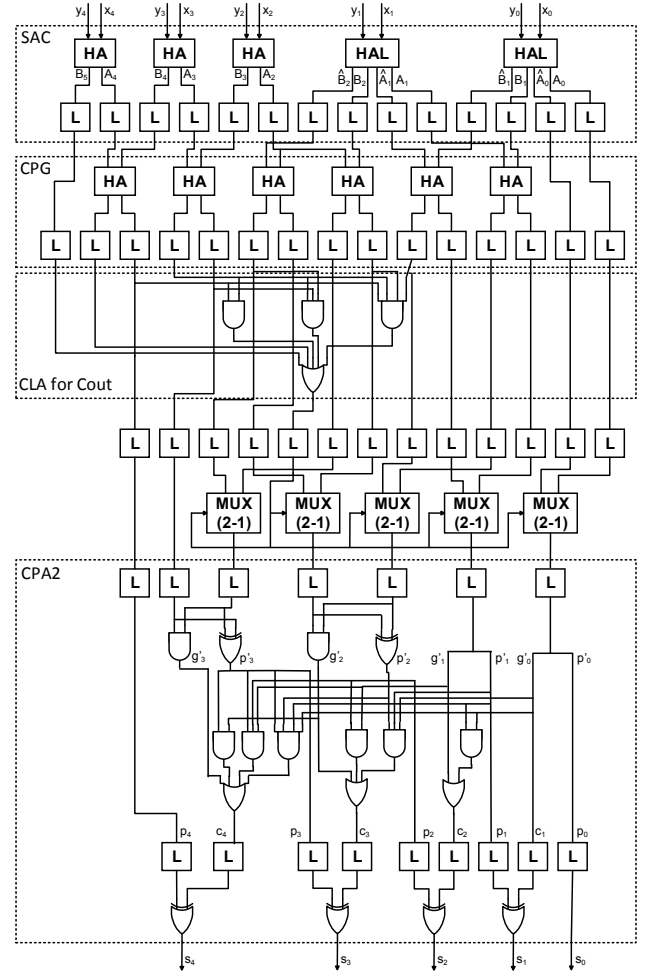 y₄ x₄ y₃ x₃ y₂ x₂ y₁ x₁ y₀ x₀
SAC
HA HA HA HAL HAL
B₅ A₄ B₄ A₃ B₃ A₂ B̂₂ B₂ Â₁ A₁ B̂₁ B₁ Â₀ A₀
L L L L L L L L L L L L L L
CPG
HA HA HA HA HA HA
L L L L L L L L L L L L L L L
CLA for Cout
L L L L L L L L L L L L L
MUX (2-1) MUX (2-1) MUX (2-1) MUX (2-1) MUX (2-1)
CPA2
L L L L L L L
g'₃ p'₃ g'₂ p'₂ g'₁ p'₁ g'₀ p'₀
p₄ c₄ p₃ c₃ p₂ c₂ p₁ c₁ p₀
L L L L L L L L L
s₄ s₃ s₂ s₁ s₀